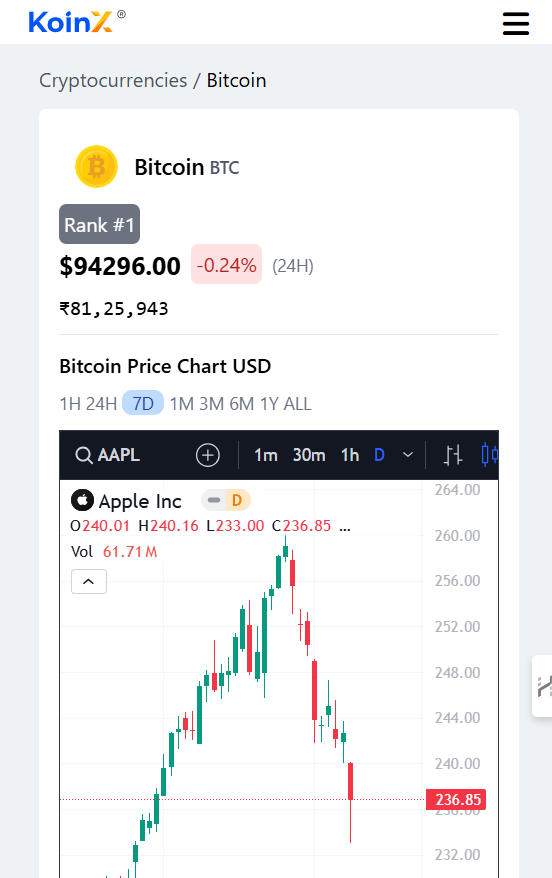 KoinX®
Cryptocurrencies / Bitcoin
Bitcoin BTC
Rank #1
$94296.00 -0.24% (24H)
₹81,25,943
Bitcoin Price Chart USD
1H 24H 7D 1M 3M 6M 1Y ALL
AAPL 1m 30m 1h D
264.00
Apple Inc D
O240.01 H240.16 L233.00 C236.85 ...
260.00
Vol 61.71M
256.00
252.00
248.00
244.00
240.00
236.85
236.00
232.00